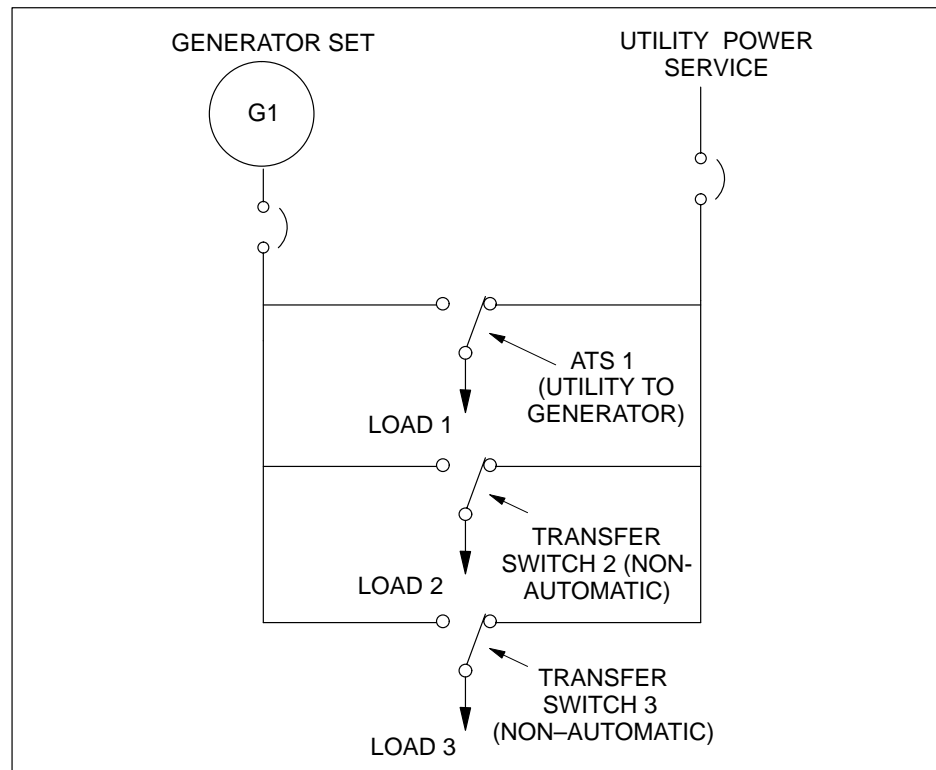 GENERATOR SET
UTILITY POWER
SERVICE
G1
ATS 1
(UTILITY TO
GENERATOR)
LOAD 1
TRANSFER
SWITCH 2 (NON-
AUTOMATIC)
LOAD 2
TRANSFER
SWITCH 3
(NON–AUTOMATIC)
LOAD 3